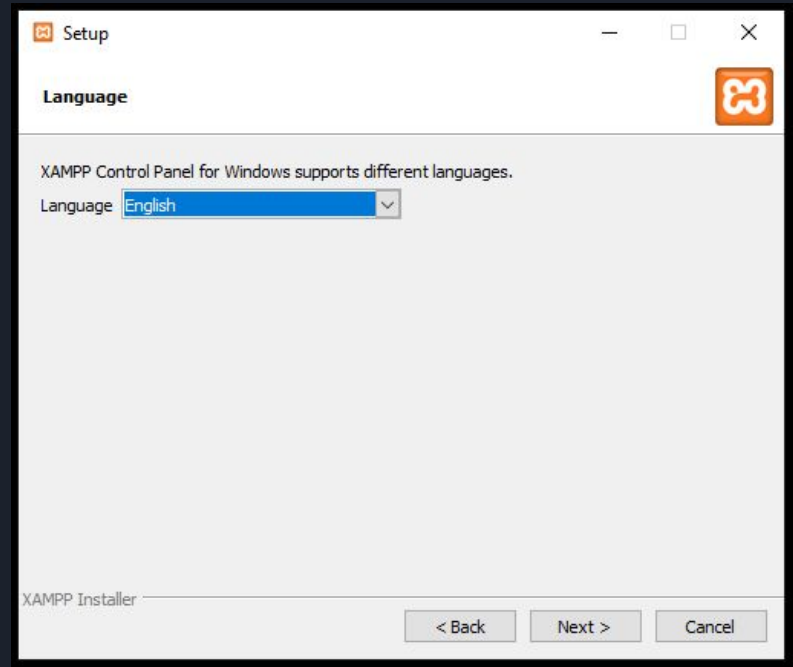 Setup
Language
XAMPP Control Panel for Windows supports different languages.
Language English
XAMPP Installer
< Back Next > Cancel